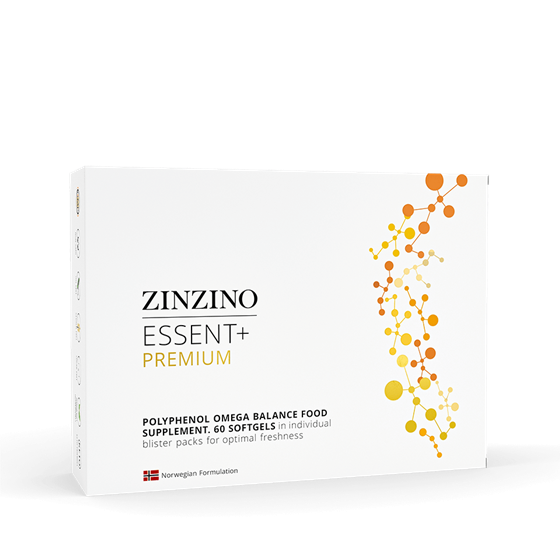 ZINZINO
ESSENT+
PREMIUM
POLYPHENOL OMEGA BALANCE FOOD
SUPPLEMENT. 60 SOFTGELS in individual
blister packs for optimal freshness
Norwegian Formulation